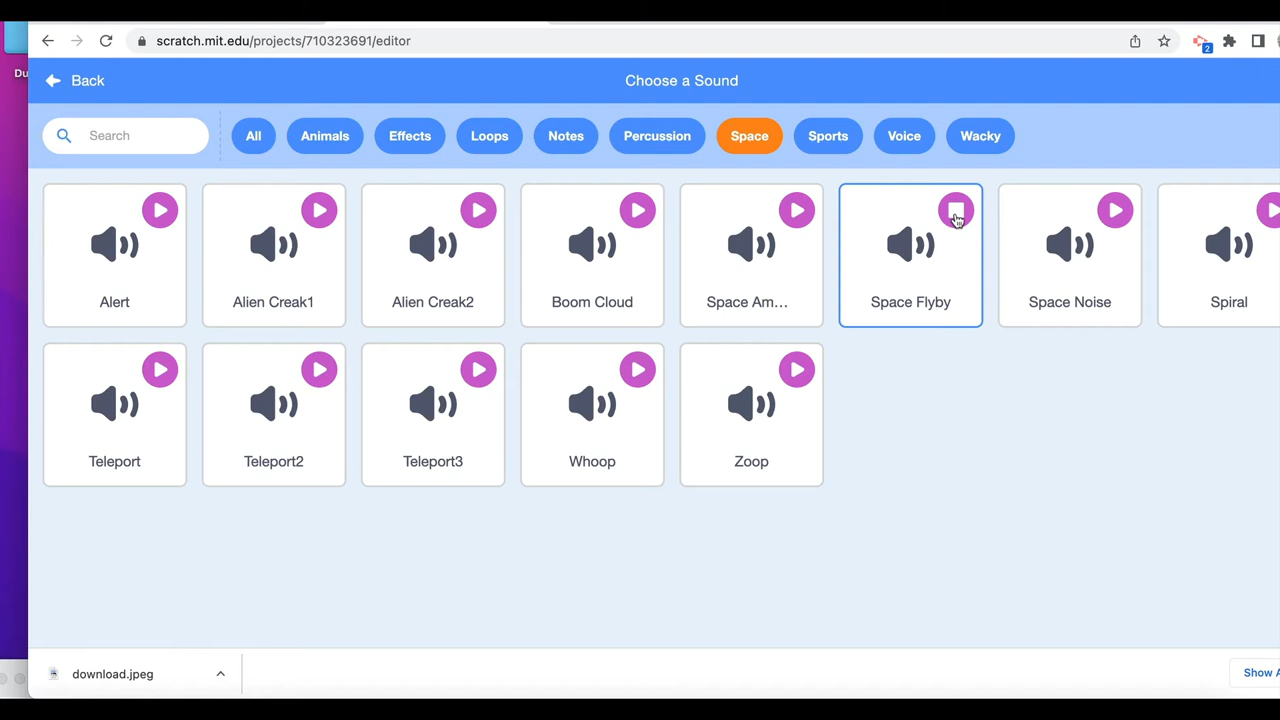 Du
scratch.mit.edu/projects/710323691/editor
2
Back
Choose a Sound
Search
All
Animals
Effects
Loops
Notes
Percussion
Space
Sports
Voice
Wacky
Alert
Alien Creak1
Alien Creak2
Boom Cloud
Space Am...
Space Flyby
Space Noise
Spiral
Teleport
Teleport2
Teleport3
Whoop
Zoop
download.jpeg
Show A